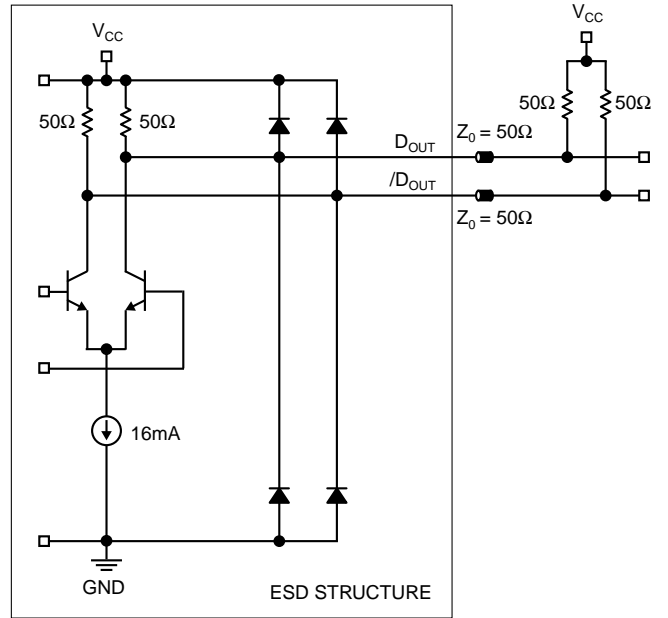 V_CC
V_CC
50Ω
50Ω
50Ω
50Ω
D_OUT
Z_0 = 50Ω
/D_OUT
Z_0 = 50Ω
16mA
GND
ESD STRUCTURE